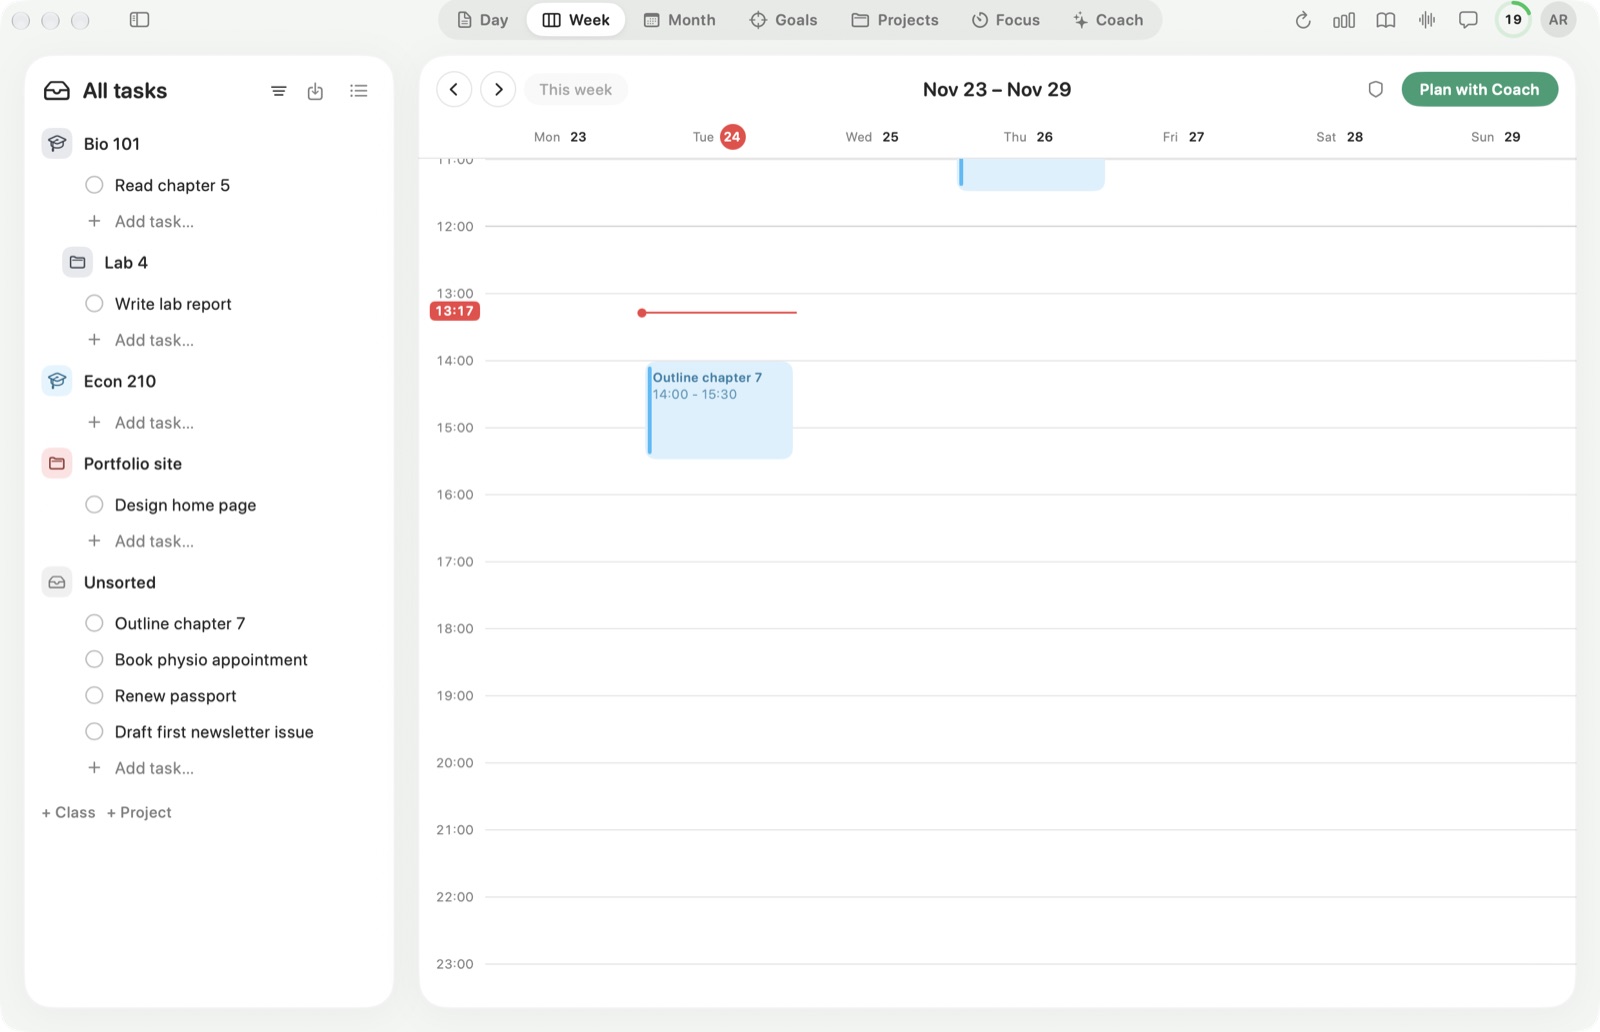 Day Week Month Goals Projects Focus Coach 19 AR
All tasks
Bio 101
Read chapter 5
+ Add task...
Lab 4
Write lab report
+ Add task...
Econ 210
+ Add task...
Portfolio site
Design home page
+ Add task...
Unsorted
Outline chapter 7
Book physio appointment
Renew passport
Draft first newsletter issue
+ Add task...
+ Class + Project
This week Nov 23 – Nov 29 Plan with Coach
Mon 23 Tue 24 Wed 25 Thu 26 Fri 27 Sat 28 Sun 29
11:00
12:00
13:00
13:17
14:00
Outline chapter 7
14:00 - 15:30
15:00
16:00
17:00
18:00
19:00
20:00
21:00
22:00
23:00